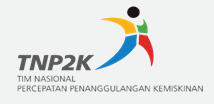 TNP2K
TIM NASIONAL
PERCEPATAN PENANGGULANGAN KEMISKINAN